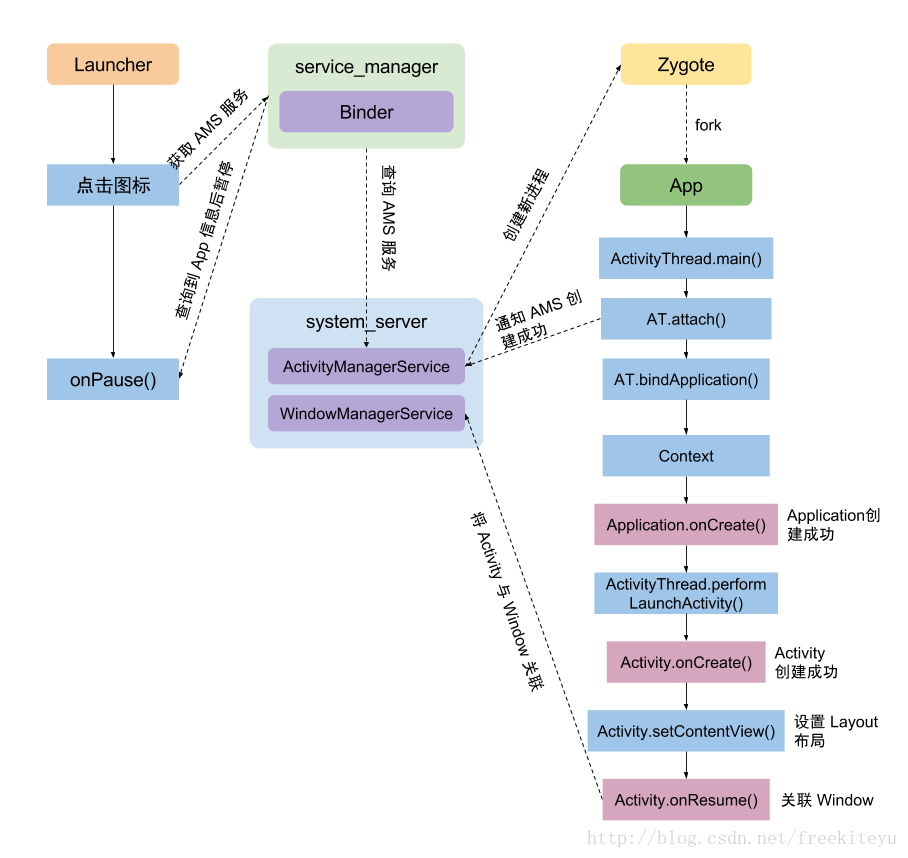 Launcher
点击图标
onPause()
获取 AMS 服务
查询到 App 信息后暂停
service_manager
Binder
查询 AMS 服务
system_server
ActivityManagerService
WindowManagerService
创建新进程
通知 AMS 创
建成功
将 Activity 与 Window 关联
Zygote
fork
App
ActivityThread.main()
AT.attach()
AT.bindApplication()
Context
Application.onCreate()
Application创
建成功
ActivityThread.perform
LaunchActivity()
Activity.onCreate()
Activity
创建成功
Activity.setContentView()
设置 Layout
布局
Activity.onResume()
关联 Window
http://blog.csdn.net/freekiteyu